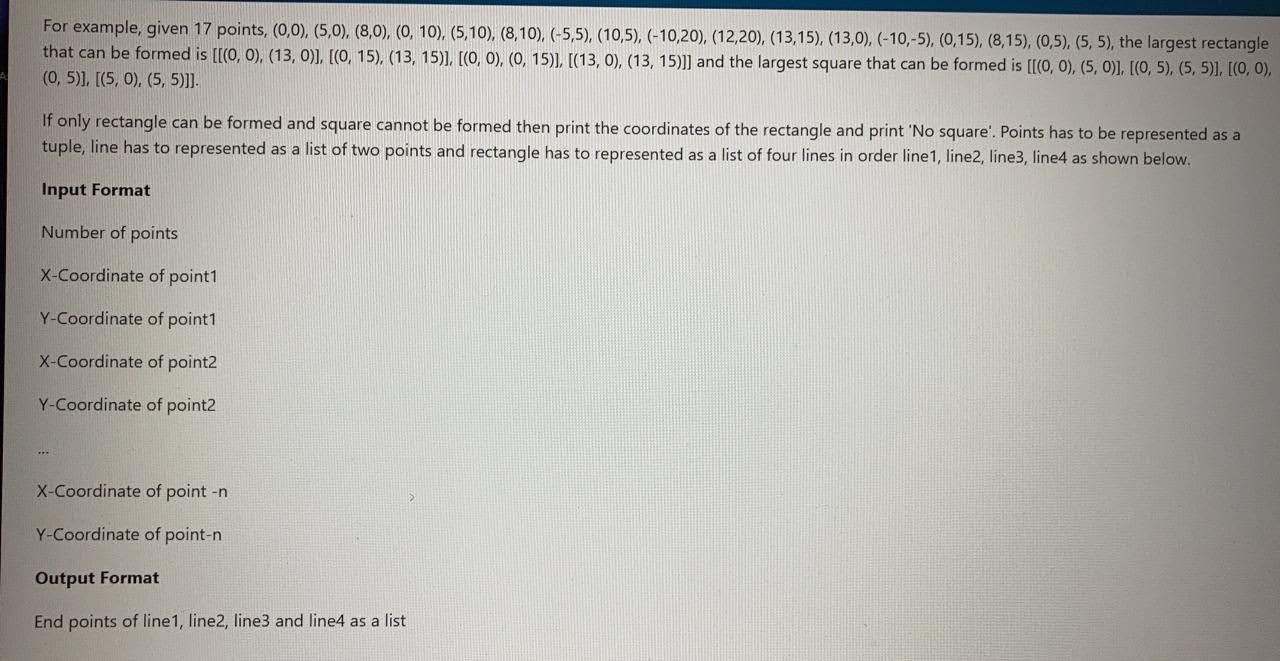 For example, given 17 points, (0,0), (5,0), (8,0), (0, 10), (5,10), (8,10), (-5,5), (10,5), (-10,20), (12,20), (13,15), (13,0), (-10,-5), (0,15), (8,15), (0,5), (5, 5), the largest rectangle
that can be formed is [[(0, 0), (13, 0)], [(0, 15), (13, 15)], [(0, 0), (0, 15)], [(13, 0), (13, 15)]] and the largest square that can be formed is [[(0, 0), (5, 0)], [(0, 5), (5, 5)], [(0, 0),
(0, 5)], [(5, 0), (5, 5)]].
If only rectangle can be formed and square cannot be formed then print the coordinates of the rectangle and print 'No square'. Points has to be represented as a
tuple, line has to represented as a list of two points and rectangle has to represented as a list of four lines in order line1, line2, line3, line4 as shown below.
Input Format
Number of points
X-Coordinate of point1
Y-Coordinate of point1
X-Coordinate of point2
Y-Coordinate of point2
...
X-Coordinate of point -n
Y-Coordinate of point-n
Output Format
End points of line1, line2, line3 and line4 as a list